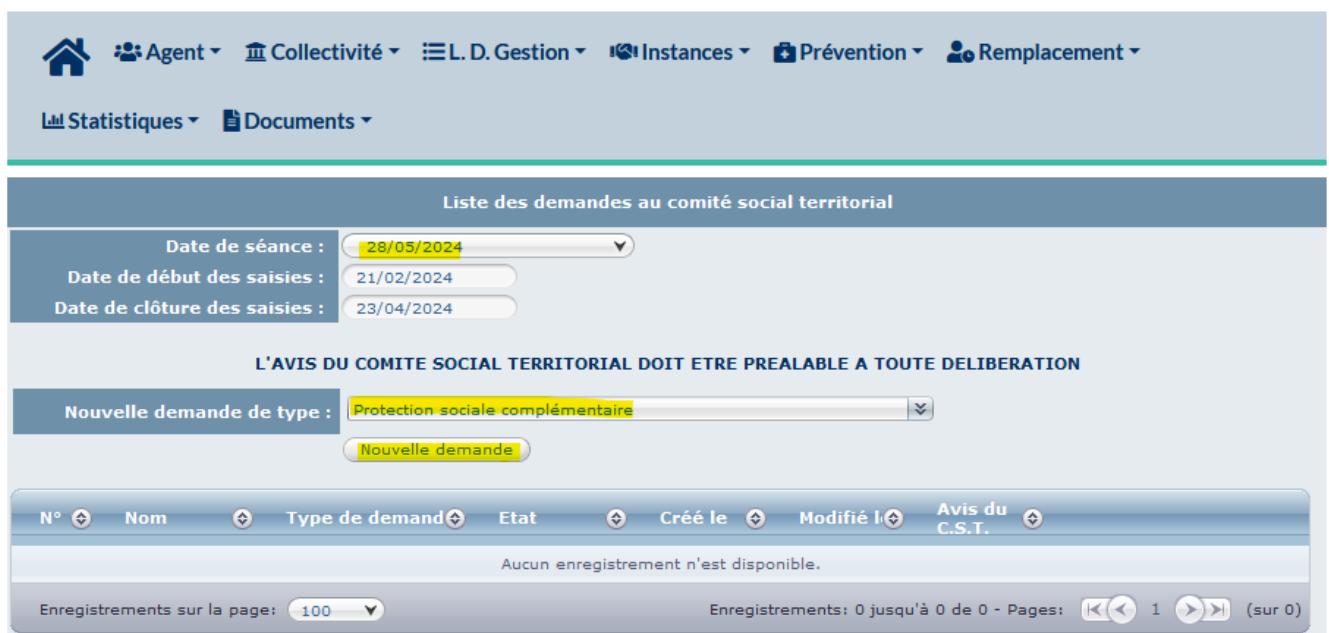 Agent Collectivité L. D. Gestion Instances Prévention Remplacement
Statistiques Documents
Liste des demandes au comité social territorial
Date de séance : 28/05/2024
Date de début des saisies : 21/02/2024
Date de clôture des saisies : 23/04/2024
L'AVIS DU COMITE SOCIAL TERRITORIAL DOIT ETRE PREALABLE A TOUTE DELIBERATION
Nouvelle demande de type : Protection sociale complémentaire
Nouvelle demande
N° Nom Type de demand Etat Créé le Modifié l Avis du
C.S.T.
Aucun enregistrement n'est disponible.
Enregistrements sur la page: 100 Enregistrements: 0 jusqu'à 0 de 0 - Pages: 1 (sur 0)